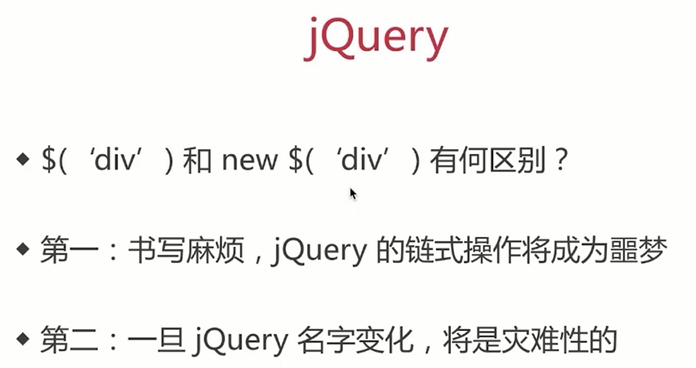 jQuery
◆ $(‘div’) 和 new $(‘div’) 有何区别？
◆ 第一：书写麻烦，jQuery 的链式操作将成为噩梦
◆ 第二：一旦 jQuery 名字变化，将是灾难性的